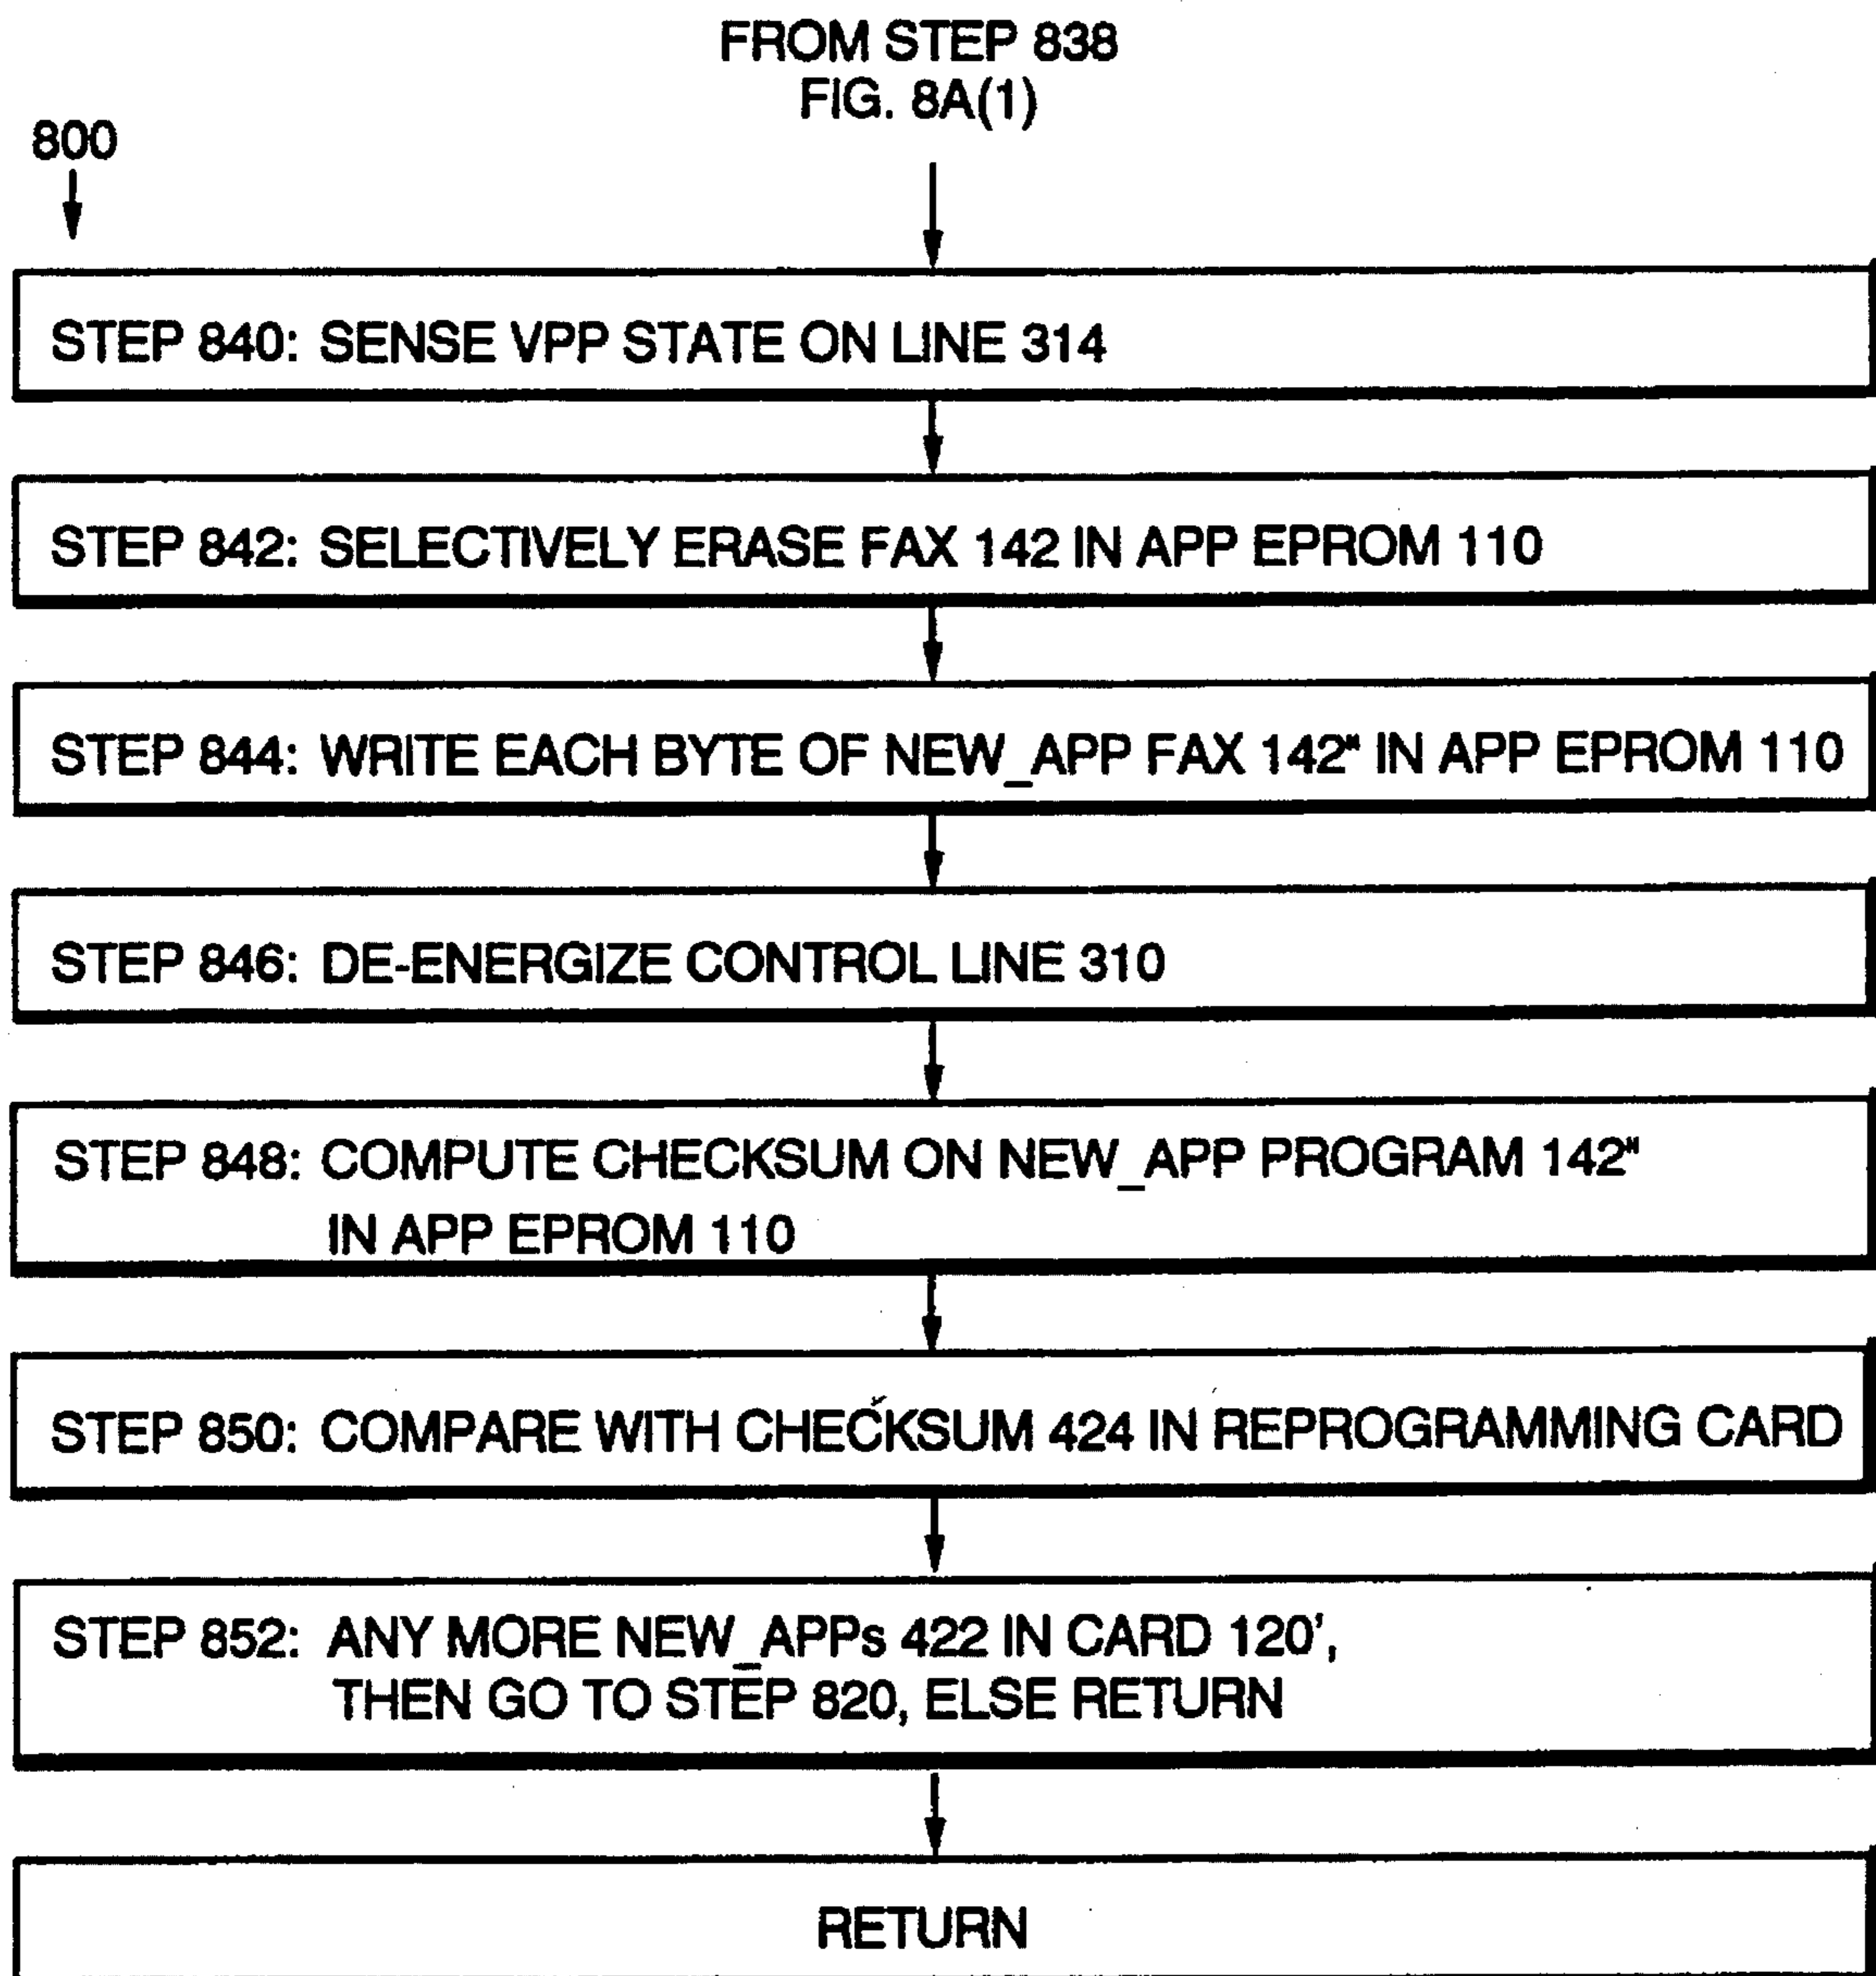 FROM STEP 838
FIG. 8A(1)
800
STEP 840: SENSE VPP STATE ON LINE 314
STEP 842: SELECTIVELY ERASE FAX 142 IN APP EPROM 110
STEP 844: WRITE EACH BYTE OF NEW_APP FAX 142" IN APP EPROM 110
STEP 846: DE-ENERGIZE CONTROL LINE 310
STEP 848: COMPUTE CHECKSUM ON NEW_APP PROGRAM 142"
IN APP EPROM 110
STEP 850: COMPARE WITH CHECKSUM 424 IN REPROGRAMMING CARD
STEP 852: ANY MORE NEW_APPs 422 IN CARD 120',
THEN GO TO STEP 820, ELSE RETURN
RETURN